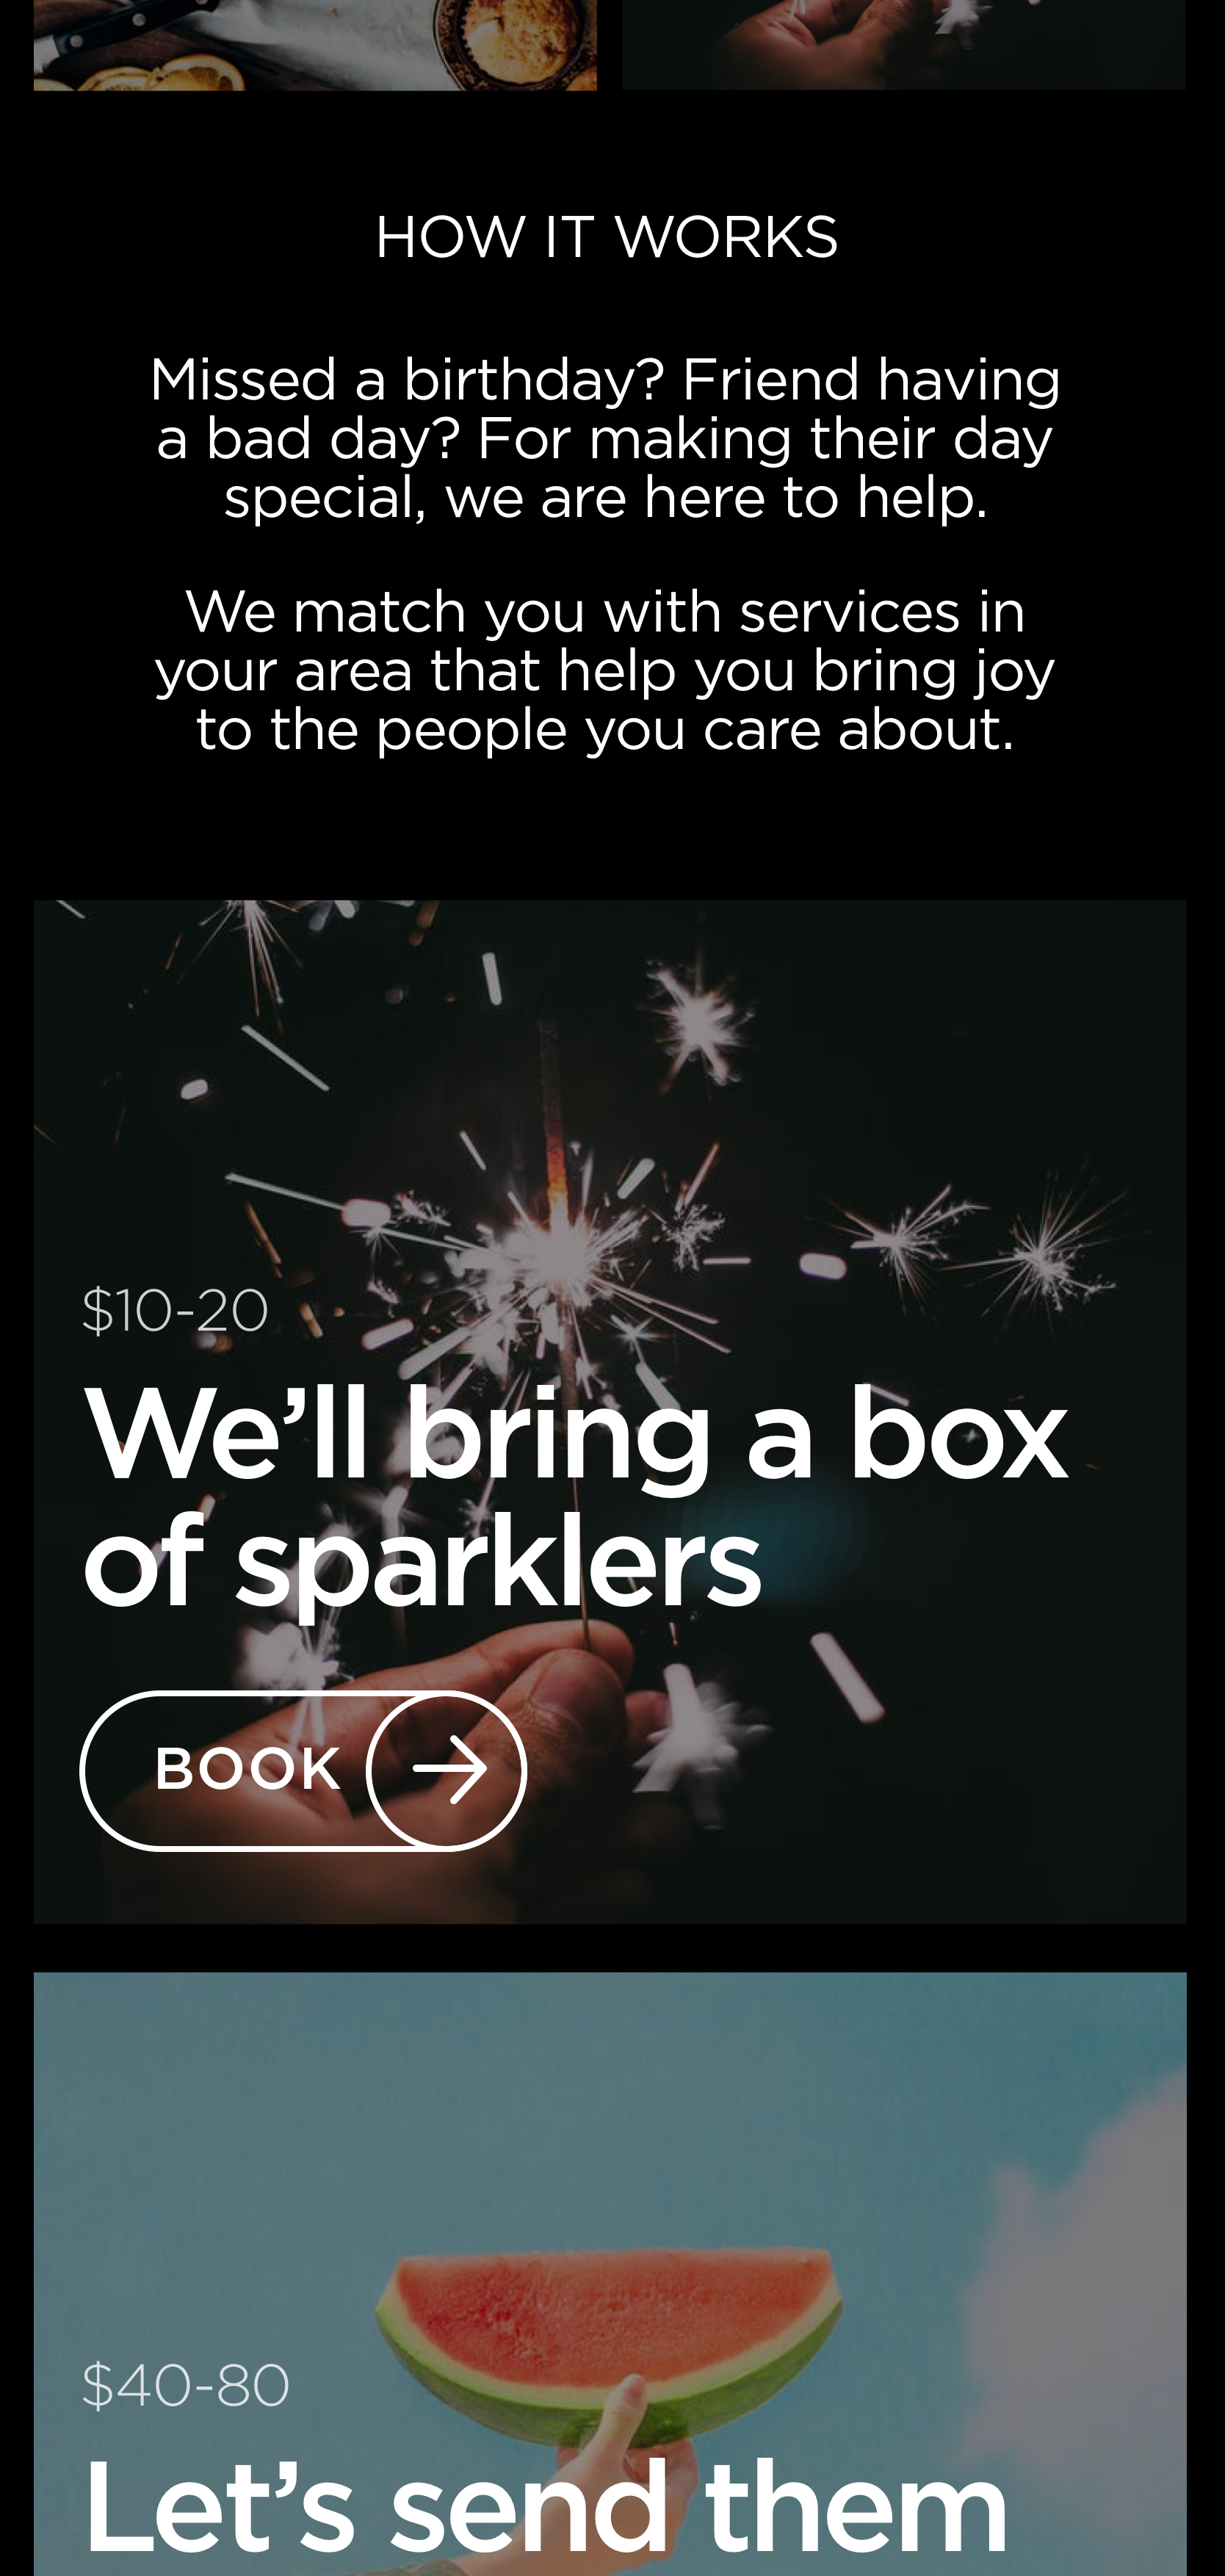 HOW IT WORKS
Missed a birthday? Friend having
a bad day? For making their day
special, we are here to help.
We match you with services in
your area that help you bring joy
to the people you care about.
$10-20
We’ll bring a box
of sparklers
BOOK
$40-80
Let’s send them